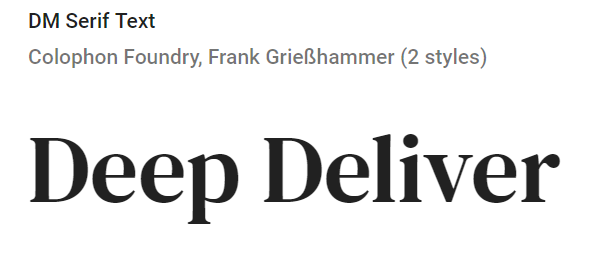 DM Serif Text
Colophon Foundry, Frank Grießhammer (2 styles)
Deep Deliver